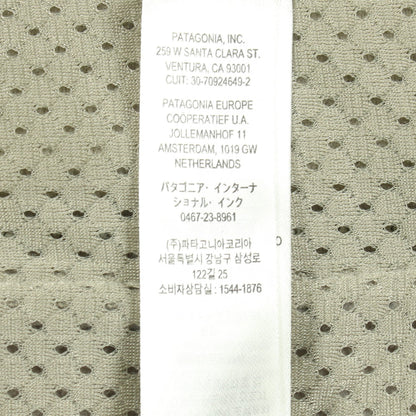 PATAGONIA, INC.
259 W SANTA CLARA ST.
VENTURA, CA 93001
CUIT: 30-70924649-2
PATAGONIA EUROPE
COÖPERATIEF U.A.
JOLLEMANHOF 11
AMSTERDAM, 1019 GW
NETHERLANDS
パタゴニア・インターナ
ショナル・インク
0467-23-8961
(주)파타고니아코리아
서울특별시 강남구 삼성로
122길 25
소비자상담실 : 1544-1876